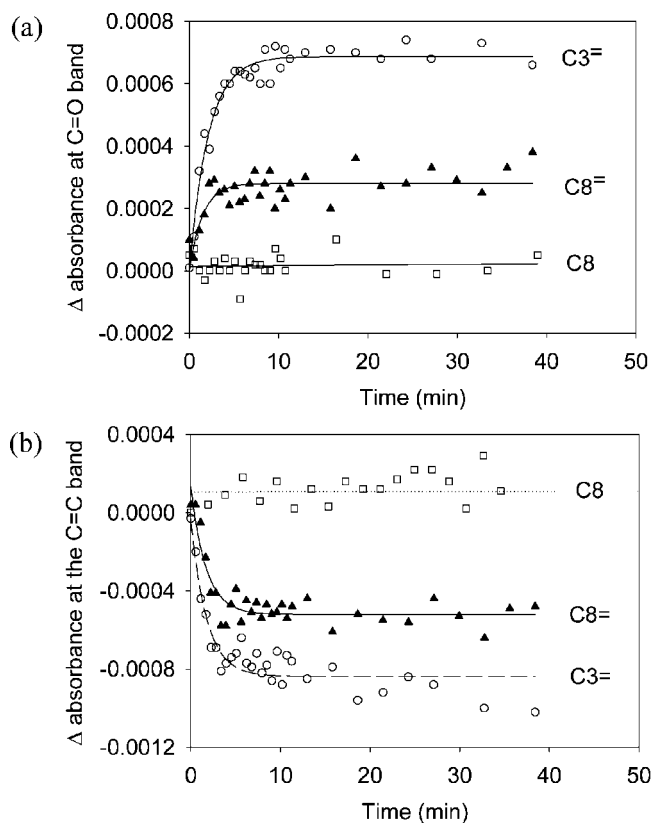 (a)
Δ absorbance at C=O band
0.0008
0.0006
0.0004
0.0002
0.0000
-0.0002
C3=
C8=
C8
0 10 20 30 40 50
Time (min)
(b)
Δ absorbance at the C=C band
0.0004
0.0000
-0.0004
-0.0008
-0.0012
C8
C8=
C3=
0 10 20 30 40 50
Time (min)